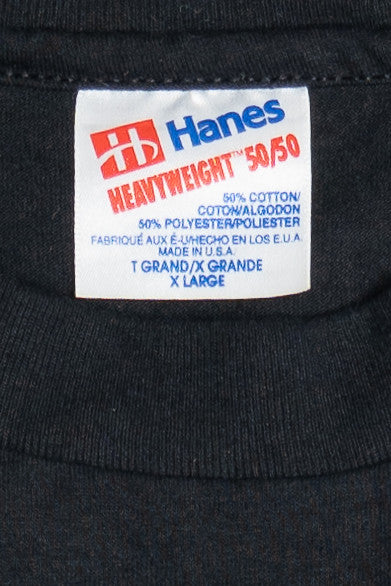 H Hanes
HEAVYWEIGHT™ 50/50
50% COTTON/
COTON/ALGODON
50% POLYESTER/POLIESTER
FABRIQUÉ AUX É-U/HECHO EN LOS E.U.A.
MADE IN U.S.A.
T GRAND/X GRANDE
X LARGE